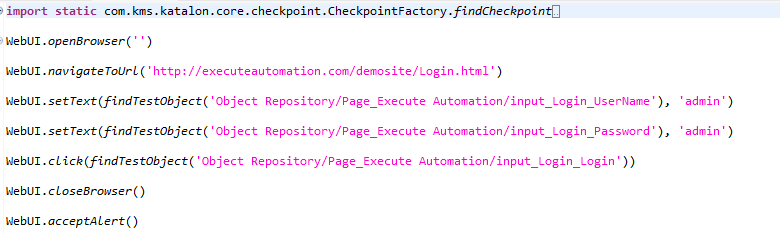 import static com.kms.katalon.core.checkpoint.CheckpointFactory.findCheckpoint
WebUI.openBrowser('')
WebUI.navigateToUrl('http://executeautomation.com/demosite/Login.html')
WebUI.setText(findTestObject('Object Repository/Page_Execute Automation/input_Login_UserName'), 'admin')
WebUI.setText(findTestObject('Object Repository/Page_Execute Automation/input_Login_Password'), 'admin')
WebUI.click(findTestObject('Object Repository/Page_Execute Automation/input_Login_Login'))
WebUI.closeBrowser()
WebUI.acceptAlert()